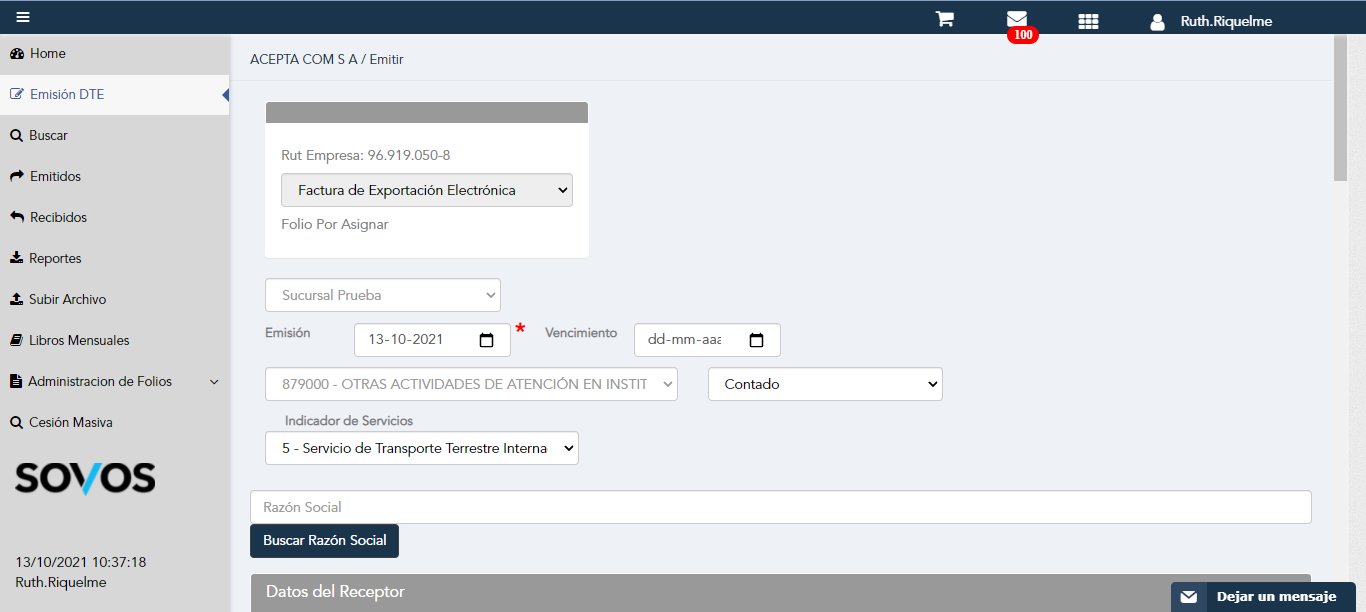 100
Ruth.Riquelme
Home
Emisión DTE
Buscar
Emitidos
Recibidos
Reportes
Subir Archivo
Libros Mensuales
Administracion de Folios
Cesión Masiva
SOVOS
13/10/2021 10:37:18
Ruth.Riquelme
ACEPTA COM S A / Emitir
Rut Empresa: 96.919.050-8
Factura de Exportación Electrónica
Folio Por Asignar
Sucursal Prueba
Emisión 13-10-2021 * Vencimiento dd-mm-aaa
879000 - OTRAS ACTIVIDADES DE ATENCIÓN EN INSTIT Contado
Indicador de Servicios
5 - Servicio de Transporte Terrestre Interna
Razón Social
Buscar Razón Social
Datos del Receptor
Dejar un mensaje